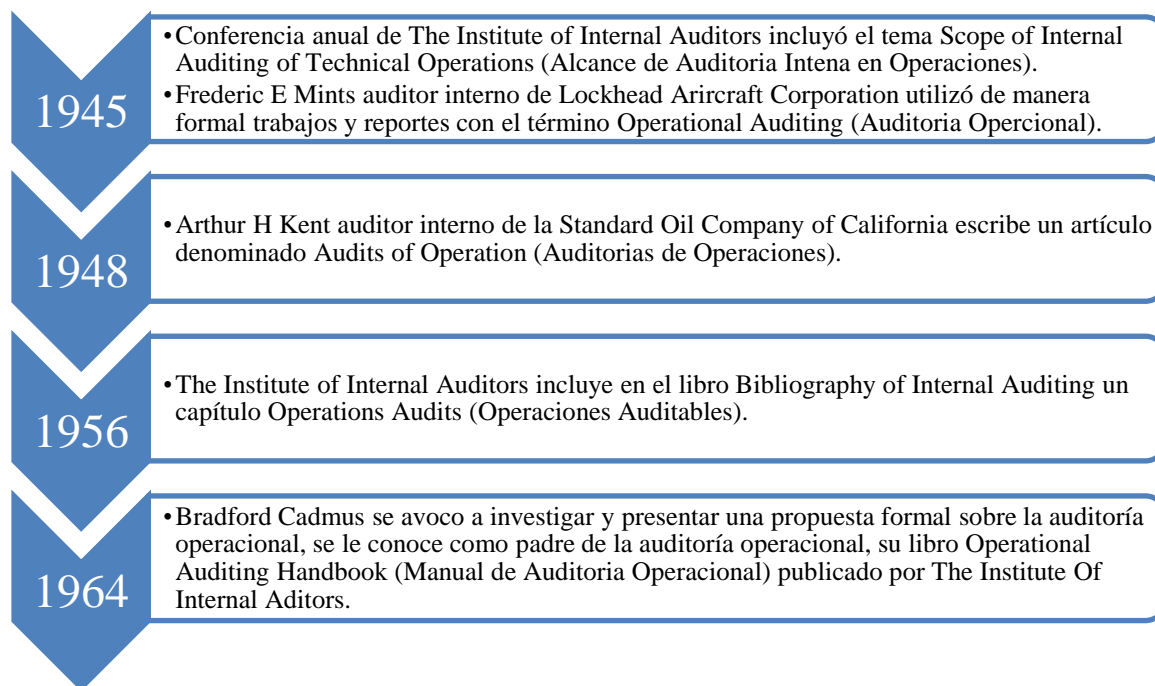 1945
•Conferencia anual de The Institute of Internal Auditors incluyó el tema Scope of Internal
Auditing of Technical Operations (Alcance de Auditoria Intena en Operaciones).
•Frederic E Mints auditor interno de Lockhead Arircraft Corporation utilizó de manera
formal trabajos y reportes con el término Operational Auditing (Auditoria Opercional).
1948
•Arthur H Kent auditor interno de la Standard Oil Company of California escribe un artículo
denominado Audits of Operation (Auditorias de Operaciones).
1956
•The Institute of Internal Auditors incluye en el libro Bibliography of Internal Auditing un
capítulo Operations Audits (Operaciones Auditables).
1964
•Bradford Cadmus se avoco a investigar y presentar una propuesta formal sobre la auditoría
operacional, se le conoce como padre de la auditoría operacional, su libro Operational
Auditing Handbook (Manual de Auditoria Operacional) publicado por The Institute Of
Internal Aditors.